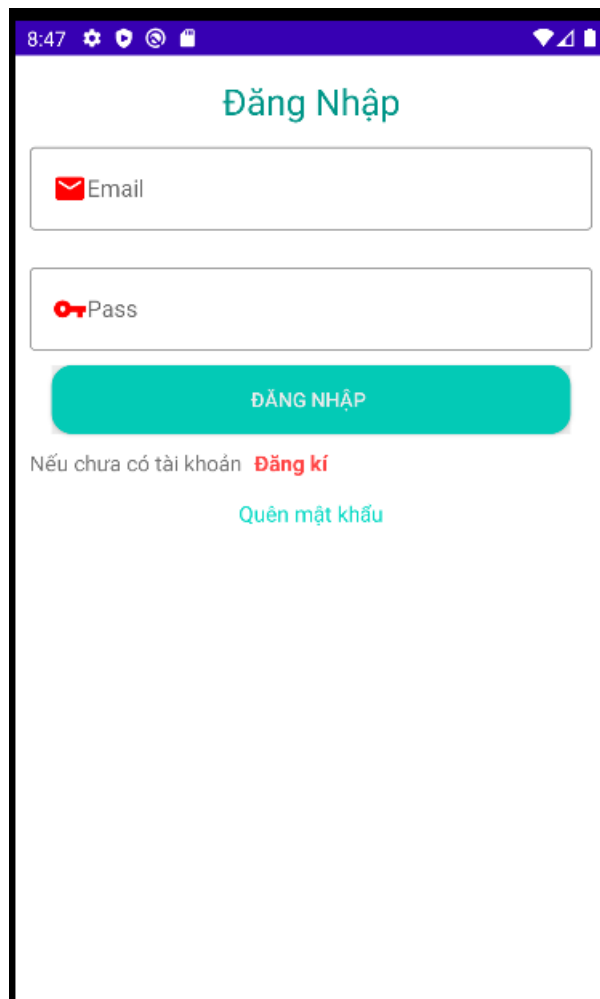 8:47
Đăng Nhập
Email
Pass
ĐĂNG NHẬP
Nếu chưa có tài khoản Đăng kí
Quên mật khẩu